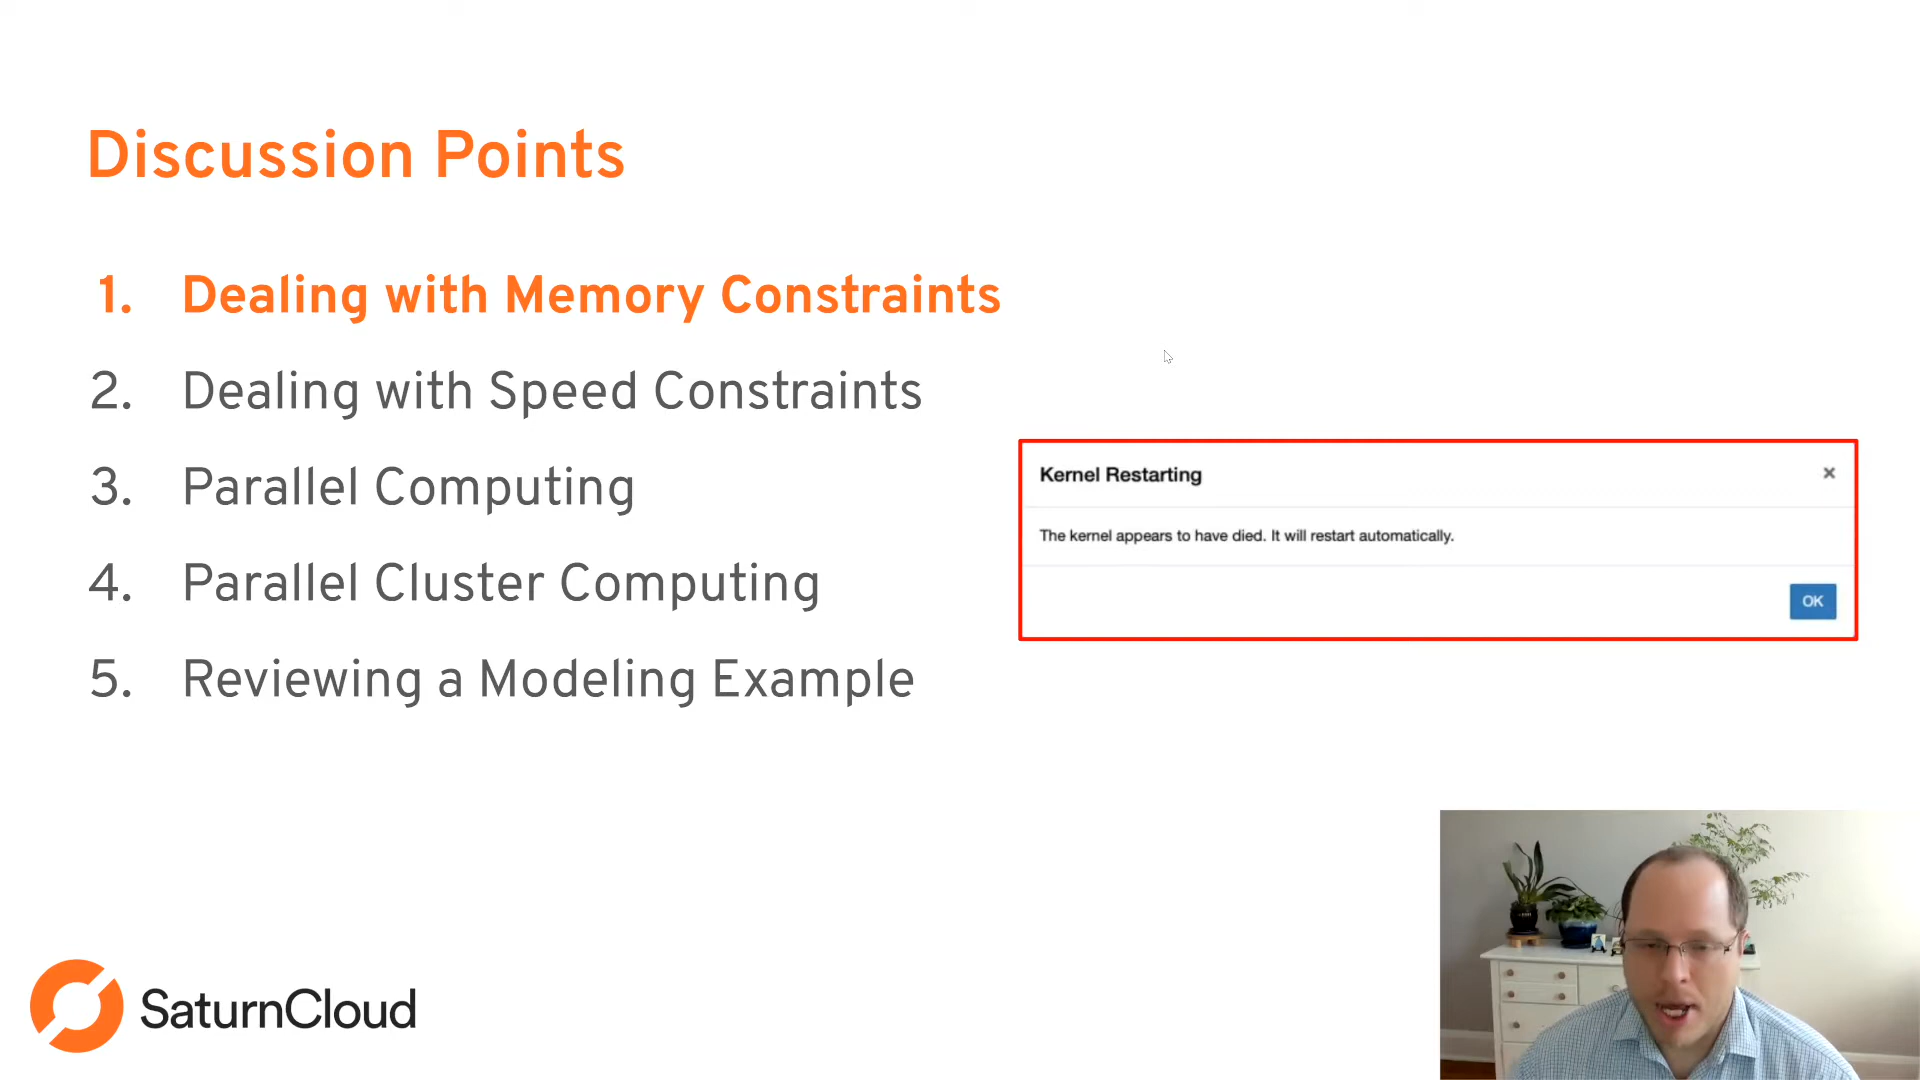 Discussion Points
1. Dealing with Memory Constraints
2. Dealing with Speed Constraints
3. Parallel Computing
4. Parallel Cluster Computing
5. Reviewing a Modeling Example
Kernel Restarting ×
The kernel appears to have died. It will restart automatically.
OK
SaturnCloud